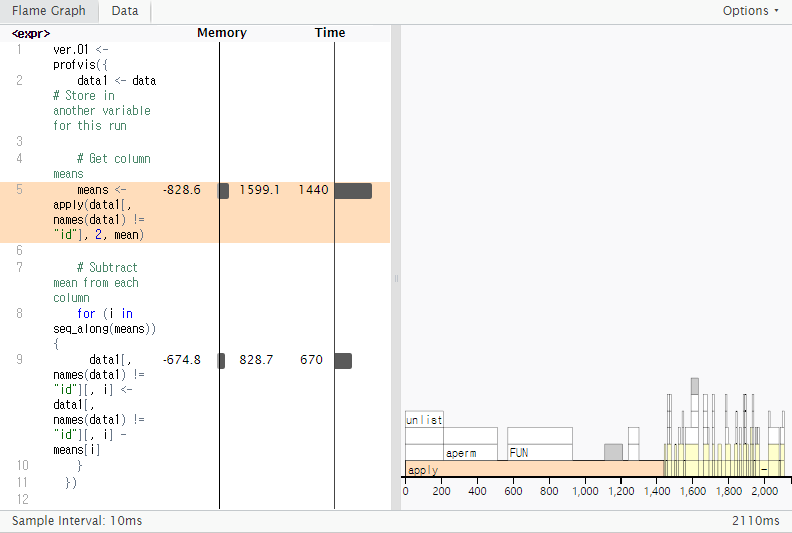 Flame Graph Data Options
<expr> Memory Time
1 ver.01 <-
profvis({
2 data1 <- data
# Store in
another variable
for this run
3
4 # Get column
means
5 means <- -828.6 1599.1 1440
apply(data1[,
names(data1) !=
"id"], 2, mean)
6
7 # Subtract
mean from each
column
8 for (i in
seq_along(means))
{
9 data1[, -674.8 828.7 670
names(data1) !=
"id"][, i] <-
data1[,
names(data1) !=
"id"][, i] -
means[i]
10 }
11 })
12
unlist
aperm FUN
apply -
0 200 400 600 800 1,000 1,200 1,400 1,600 1,800 2,000
Sample Interval: 10ms 2110ms